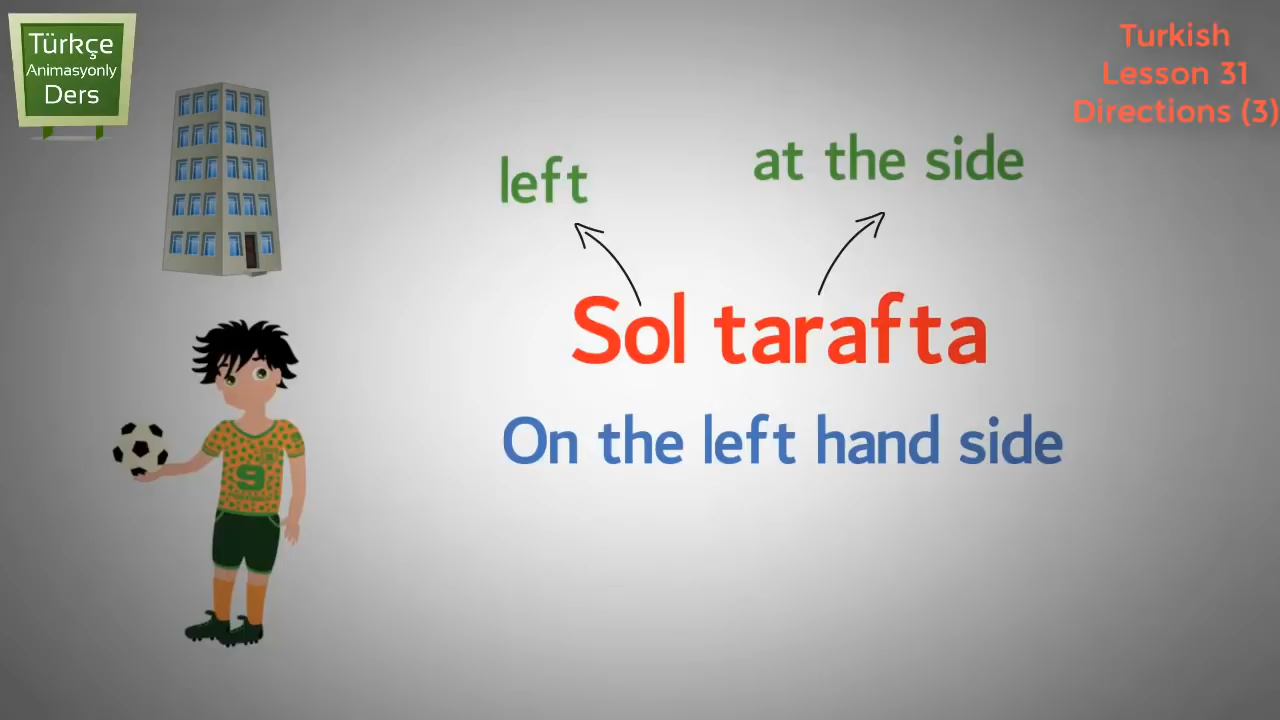 Türkçe
Animasyonly
Ders
Turkish
Lesson 31
Directions (3)
left
at the side
Sol tarafta
On the left hand side
9